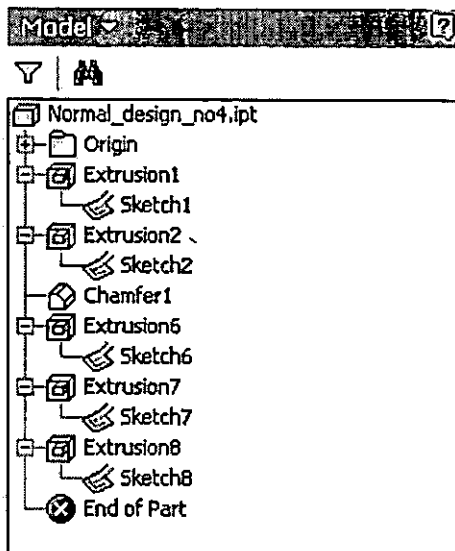 Model
Normal_design_no4.ipt
Origin
Extrusion1
Sketch1
Extrusion2
Sketch2
Chamfer1
Extrusion6
Sketch6
Extrusion7
Sketch7
Extrusion8
Sketch8
End of Part